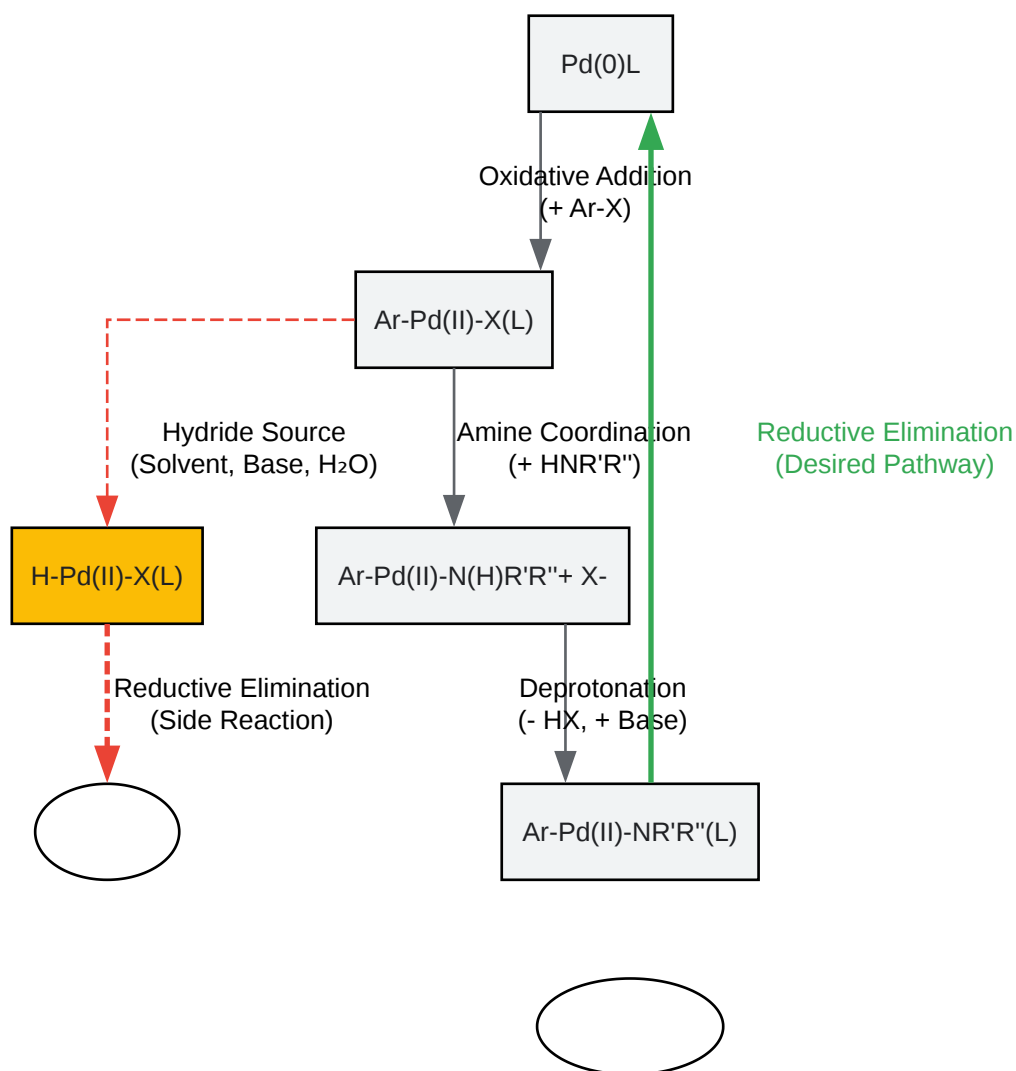 Pd(0)L
Oxidative Addition
(+ Ar-X)
Ar-Pd(II)-X(L)
Hydride Source
(Solvent, Base, H₂O)
Amine Coordination
(+ HNR'R'')
Reductive Elimination
(Desired Pathway)
H-Pd(II)-X(L)
Ar-Pd(II)-N(H)R'R''+ X-
Reductive Elimination
(Side Reaction)
Deprotonation
(- HX, + Base)
Ar-Pd(II)-NR'R''(L)